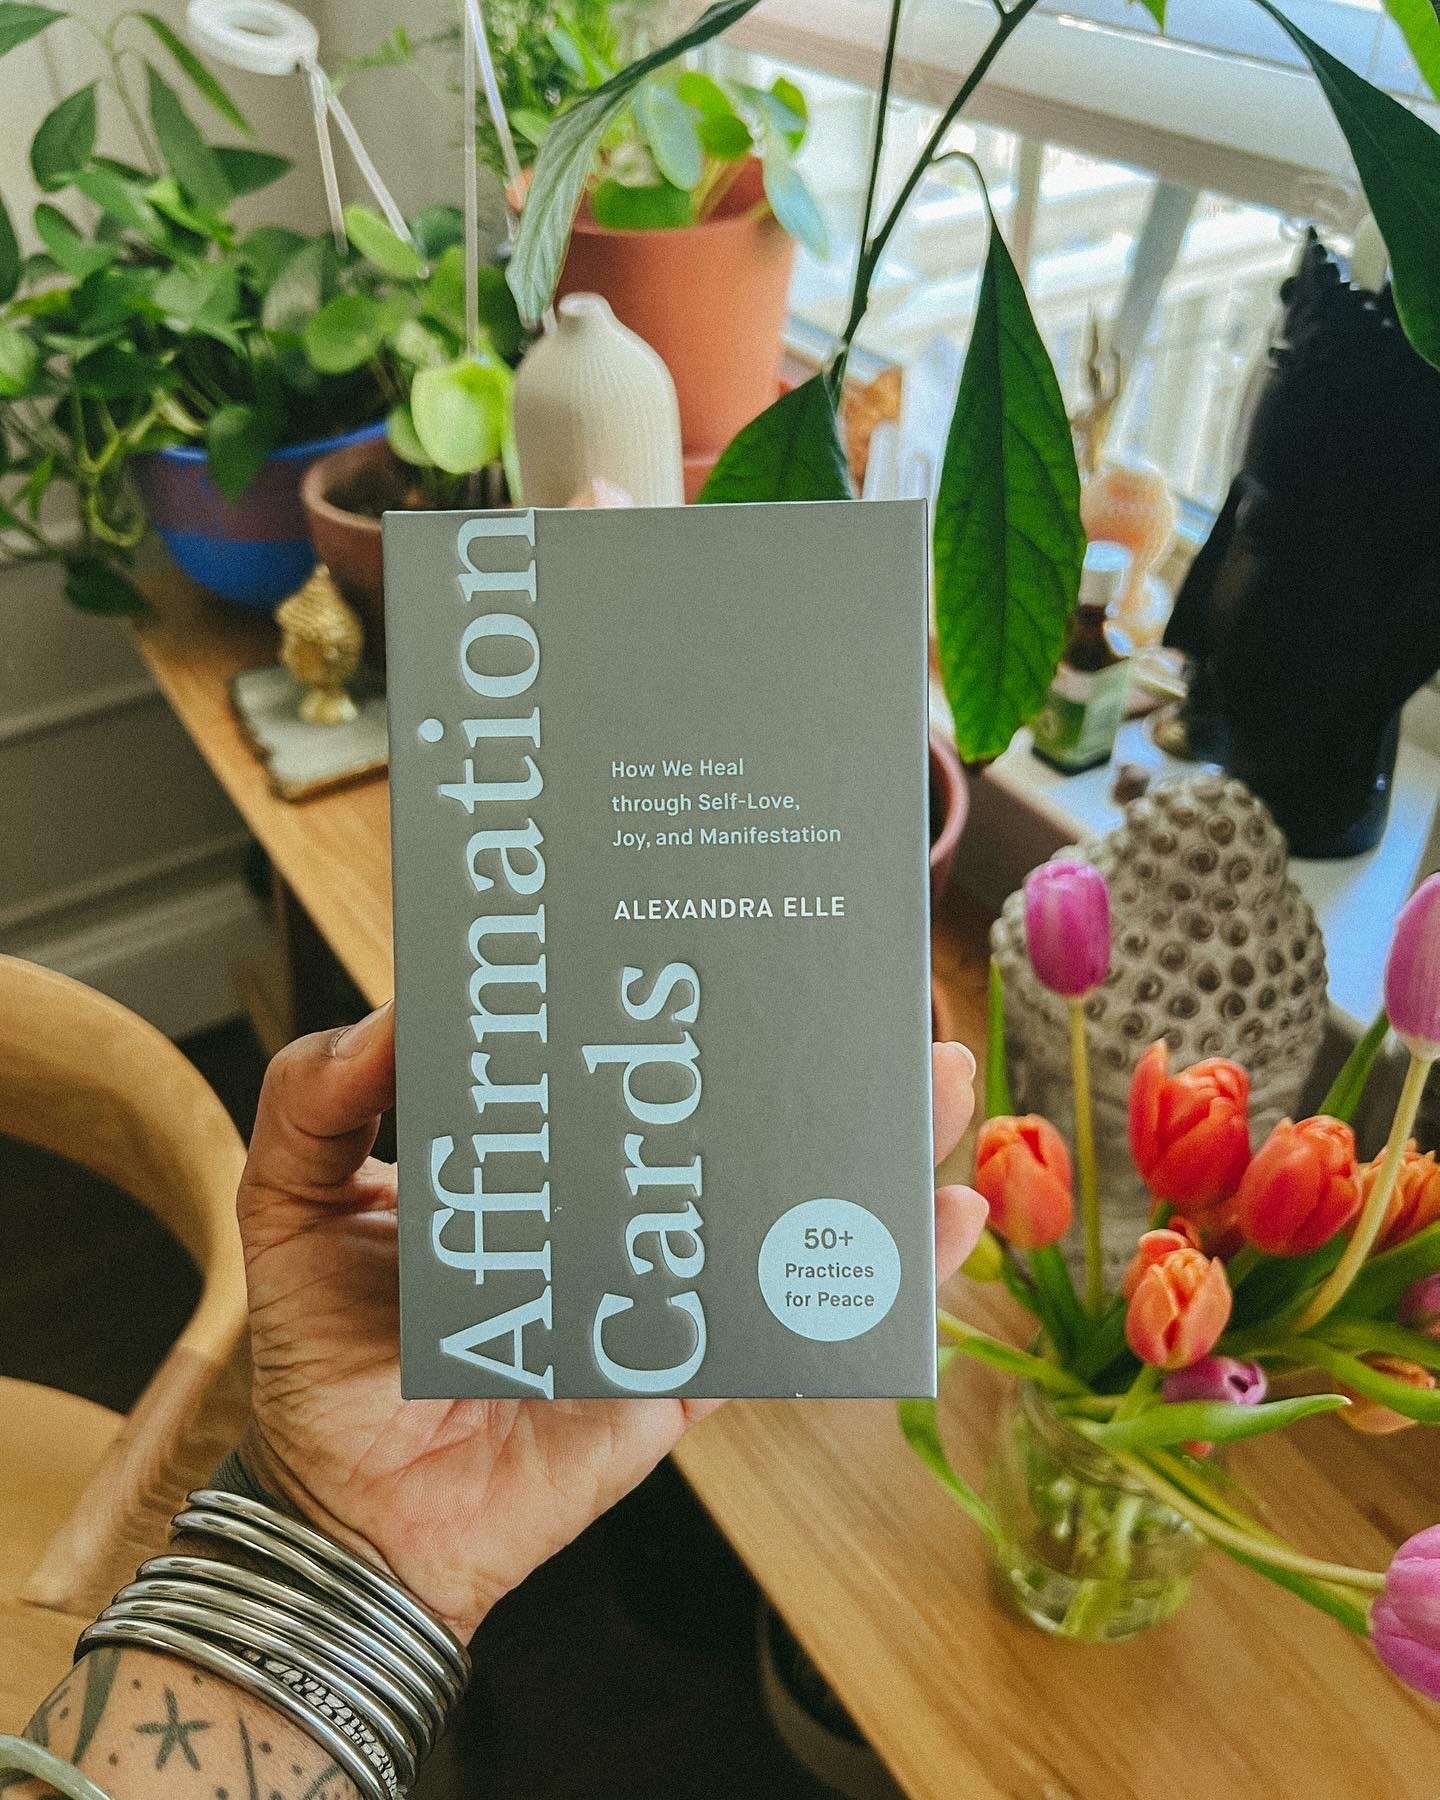 Affirmation
Cards
How We Heal
through Self-Love,
Joy, and Manifestation
ALEXANDRA ELLE
50+
Practices
for Peace